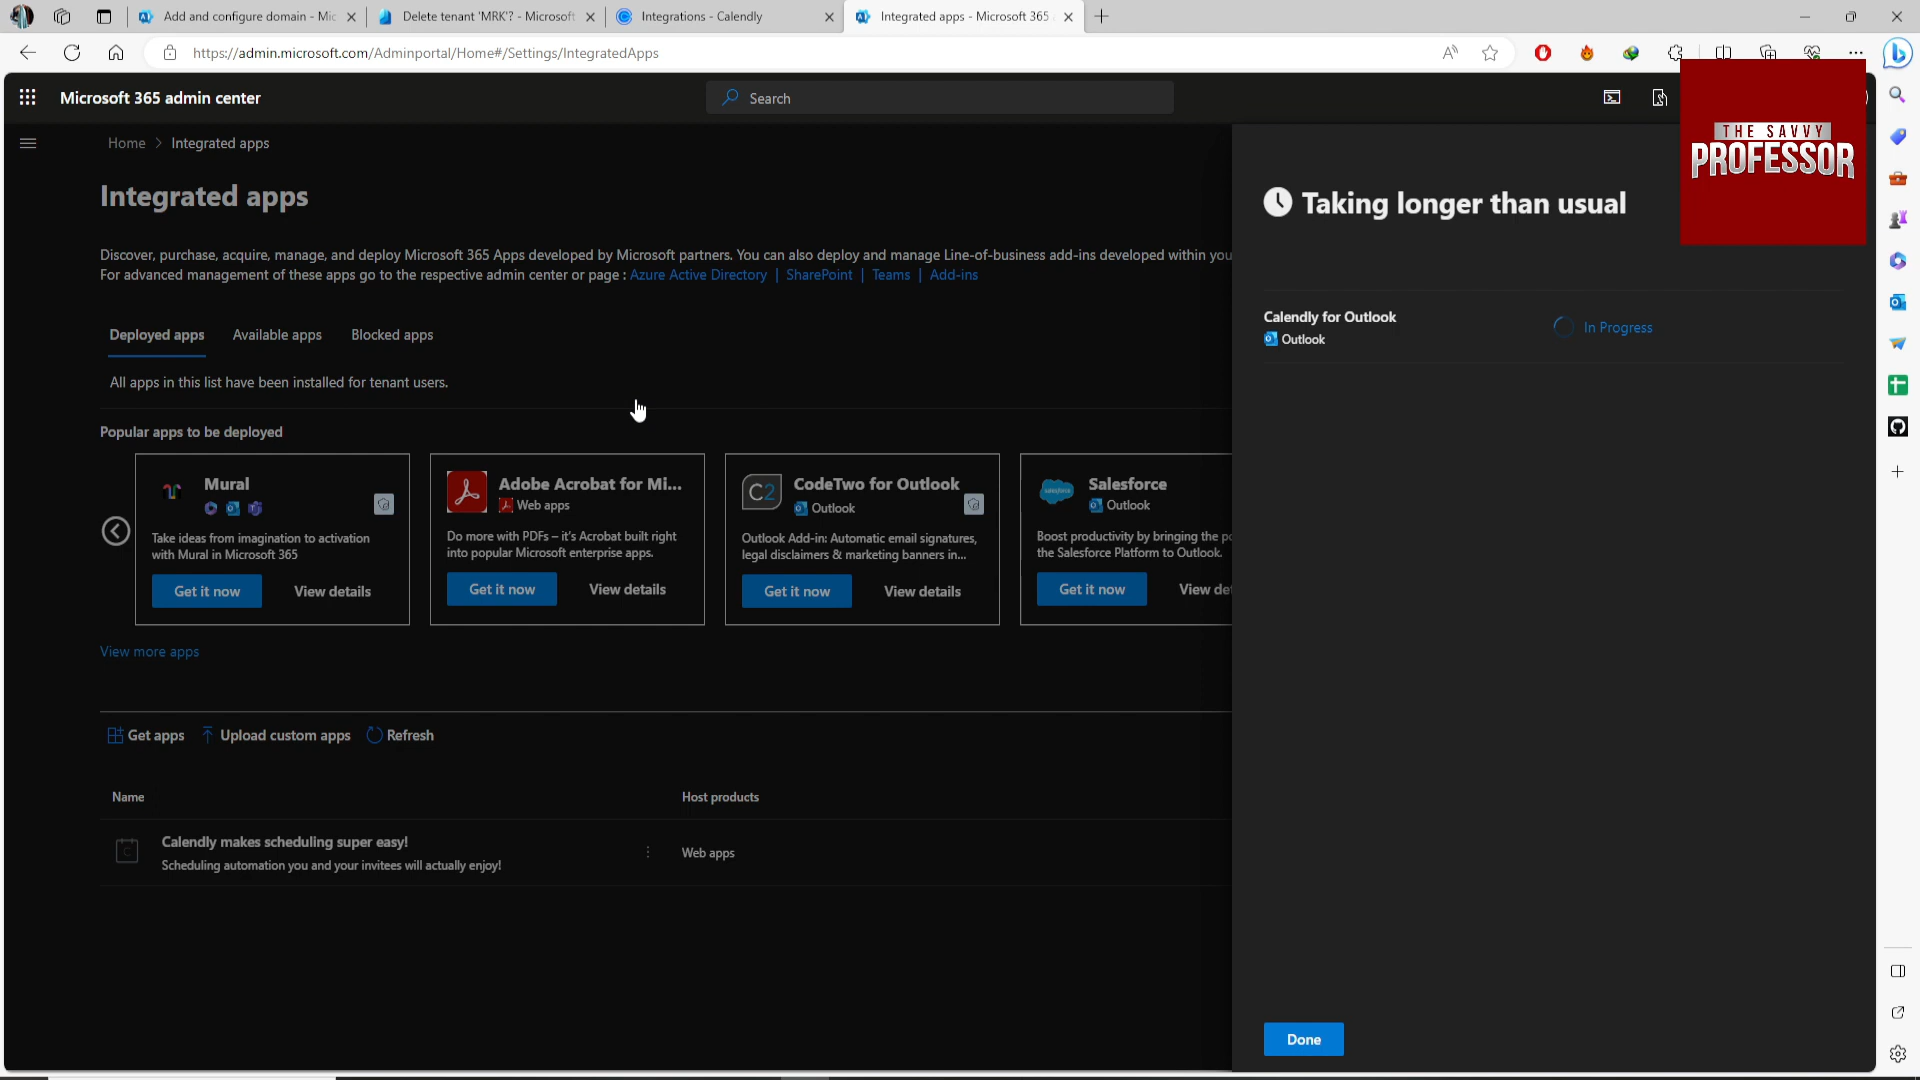 Add and configure domain - Mic
Delete tenant 'MRK'? - Microsoft
Integrations - Calendly
Integrated apps - Microsoft 365
https://admin.microsoft.com/Adminportal/Home#/Settings/IntegratedApps
Microsoft 365 admin center
Search
THE SAVVY
PROFESSOR
Home > Integrated apps
Integrated apps
Discover, purchase, acquire, manage, and deploy Microsoft 365 Apps developed by Microsoft partners. You can also deploy and manage Line-of-business add-ins developed within you
For advanced management of these apps go to the respective admin center or page : Azure Active Directory | SharePoint | Teams | Add-ins
Deployed apps
Available apps
Blocked apps
All apps in this list have been installed for tenant users.
Popular apps to be deployed
Mural
Take ideas from imagination to activation
with Mural in Microsoft 365
Get it now
View details
Adobe Acrobat for Mi...
Web apps
Do more with PDFs – it's Acrobat built right
into popular Microsoft enterprise apps.
Get it now
View details
C2
CodeTwo for Outlook
Outlook
Outlook Add-in: Automatic email signatures,
legal disclaimers & marketing banners in...
Get it now
View details
salesforce
Salesforce
Outlook
Boost productivity by bringing the po
the Salesforce Platform to Outlook.
Get it now
View det
View more apps
Get apps
Upload custom apps
Refresh
Name
Host products
Calendly makes scheduling super easy!
Scheduling automation you and your invitees will actually enjoy!
Web apps
Taking longer than usual
Calendly for Outlook
Outlook
In Progress
Done